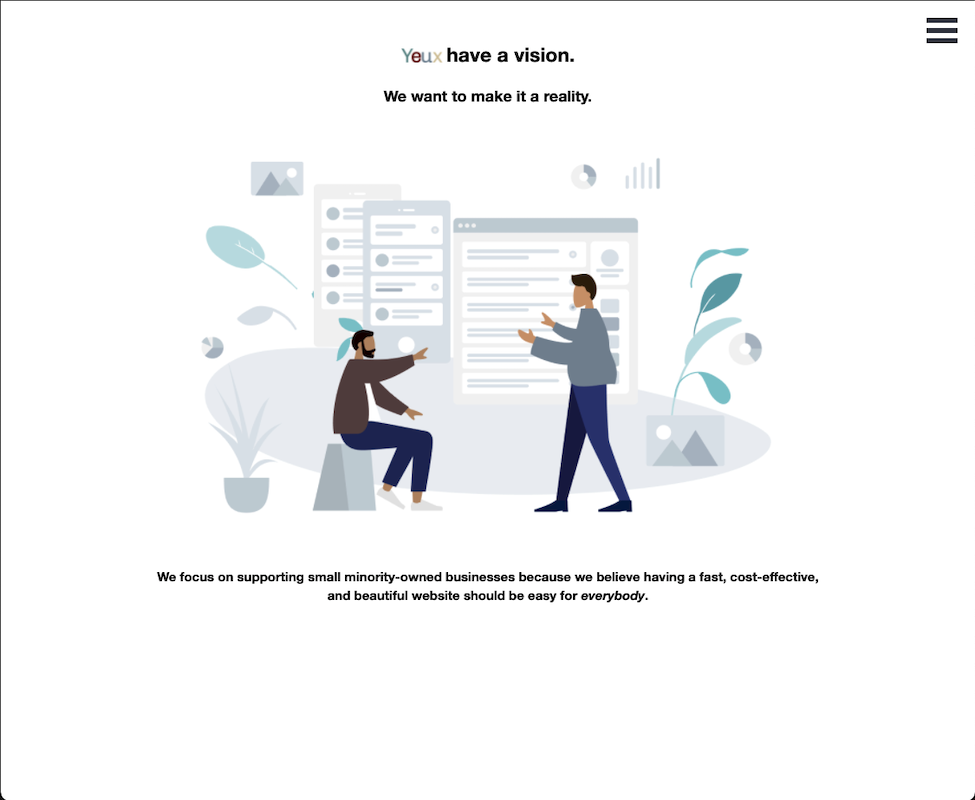 Yeux have a vision.
We want to make it a reality.
We focus on supporting small minority-owned businesses because we believe having a fast, cost-effective,
and beautiful website should be easy for everybody.